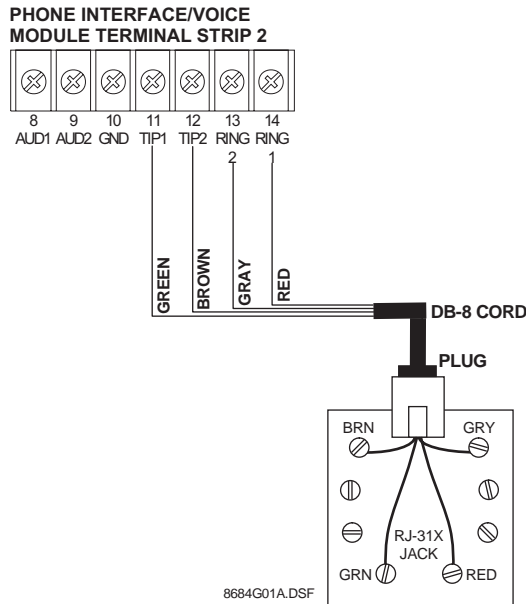 PHONE INTERFACE/VOICE
MODULE TERMINAL STRIP 2
8 9 10 11 12 13 14
AUD1 AUD2 GND TIP1 TIP2 RING RING
2 1
GREEN
BROWN
GRAY
RED
DB-8 CORD
PLUG
BRN GRY
RJ-31X
JACK
GRN RED
8684G01A.DSF